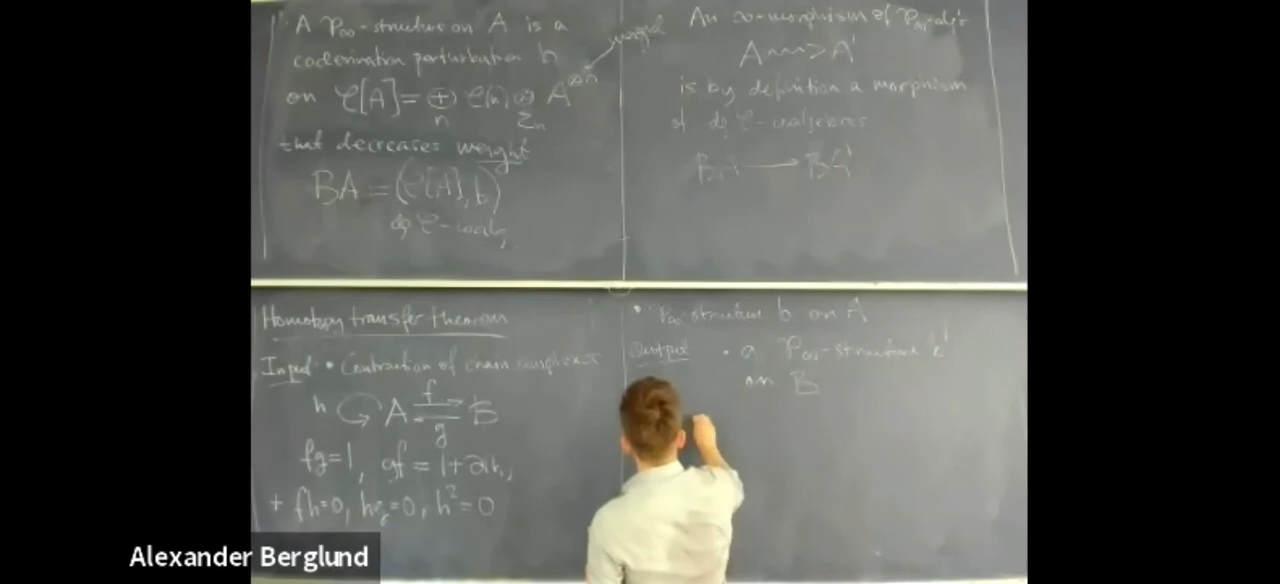 A P∞-structure on A is a
coderivation perturbation b
on 𝒞[A] = ⊕ 𝒞(n) ⊗ A^{⊗n}
n Σ_n
weight
that decreases weight
BA = (𝒞[A], b)
dg 𝒞-coalg.
An ∞-morphism of P∞-alg's
A ~~~> A'
is by definition a morphism
of dg 𝒞-coalgebras
BA ⟶ BA'
Homotopy transfer theorem
Input: • Contraction of chain complexes
h ↻ A ⇄ B
f
g
fg=1, gf = 1+∂h,
+ fh=0, hg=0, h²=0
• P∞-structure b on A
Output • a P∞-structure b'
on B
Alexander Berglund